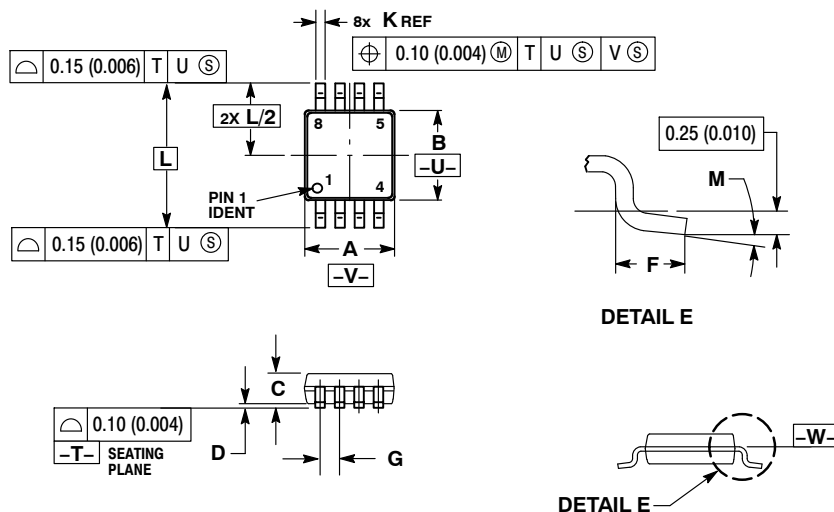 8x K REF
0.10 (0.004) Ⓜ T U Ⓢ V Ⓢ
0.15 (0.006) T U Ⓢ
2X L/2
8 5
B
-U-
L
1
4
PIN 1
IDENT
0.15 (0.006) T U Ⓢ
A
-V-
0.25 (0.010)
M
F
DETAIL E
C
0.10 (0.004)
-T- SEATING
PLANE
D
G
-W-
DETAIL E